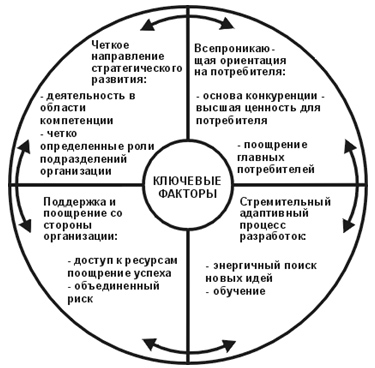 Четкое
направление
стратегического
развития:
- деятельность в
области
компетенции
- четко
определенные роли
подразделений
организации
Всепроникаю-
щая ориентация
на потребителя:
- основа конкуренции -
высшая ценность для
потребителя
- поощрение
главных
потребителей
КЛЮЧЕВЫЕ
ФАКТОРЫ
Поддержка и
поощрение со
стороны
организации:
- доступ к ресурсам
поощрение успеха
- объединенный
риск
Стремительный
адаптивный
процесс
разработок:
- энергичный поиск
новых идей
- обучение